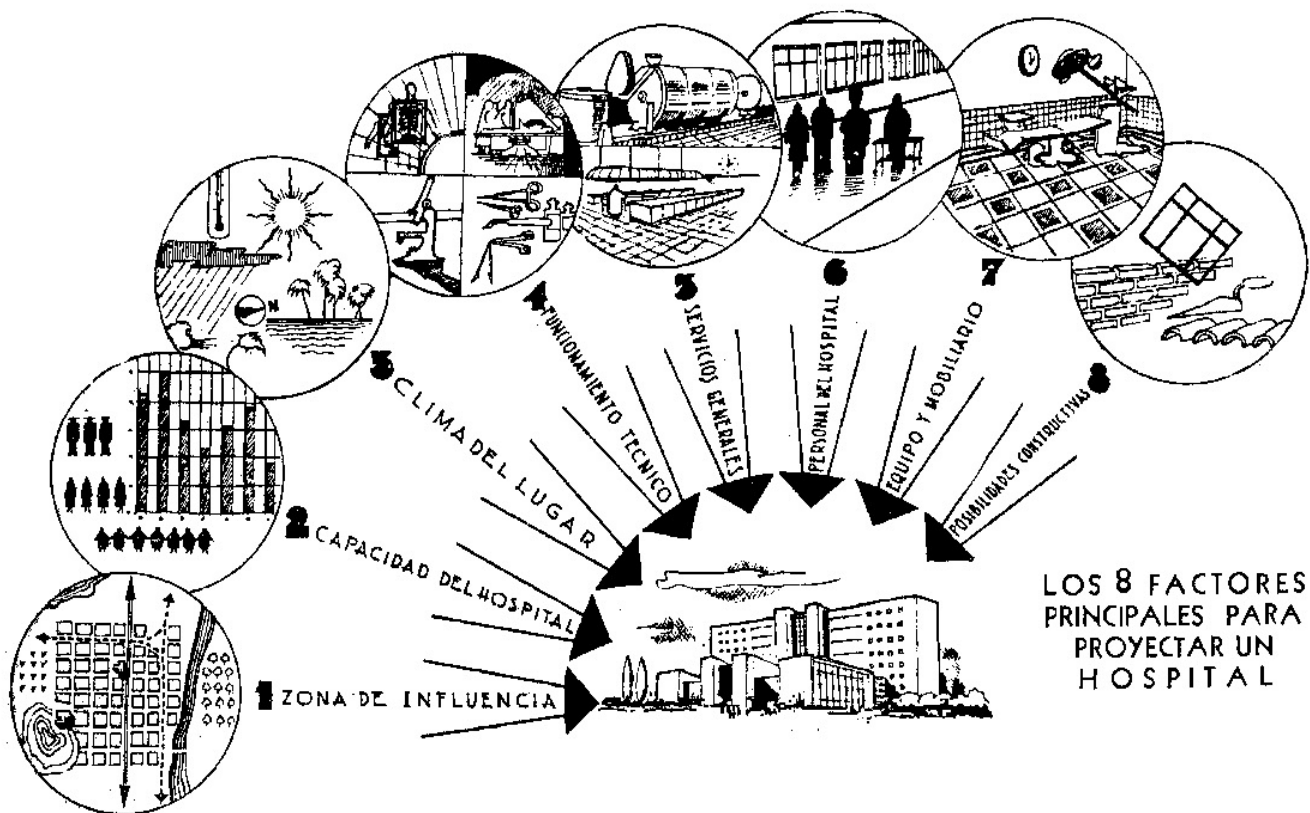 1 ZONA DE INFLUENCIA
2 CAPACIDAD DEL HOSPITAL
3 CLIMA DEL LUGAR
4 FUNCIONAMIENTO TECNICO
5 SERVICIOS GENERALES
6 PERSONAL DEL HOSPITAL
7 EQUIPO Y MOBILIARIO
8 POSIBILIDADES CONSTRUCTIVAS
N
LOS 8 FACTORES
PRINCIPALES PARA
PROYECTAR UN
HOSPITAL